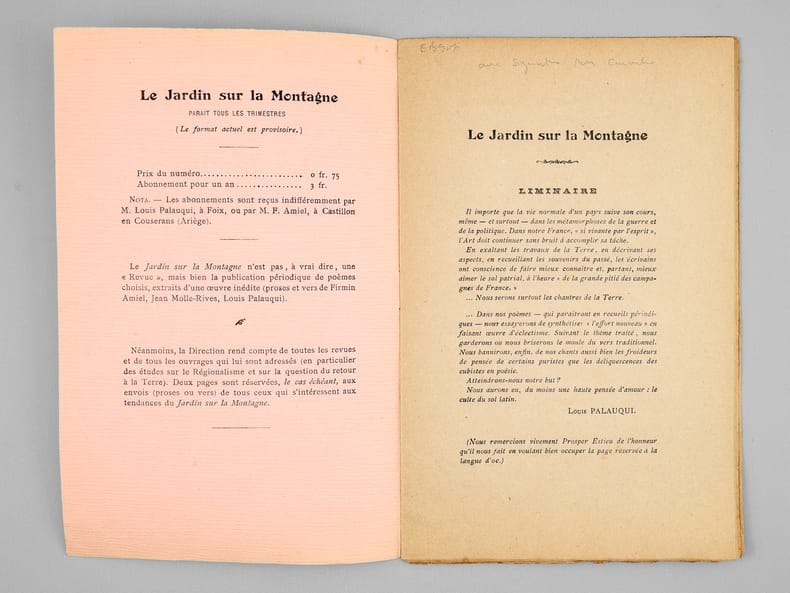 Le Jardin sur la Montagne
PARAIT TOUS LES TRIMESTRES
(Le format actuel est provisoire.)
Prix du numéro........................ 0 fr. 75
Abonnement pour un an ................ 3 fr.
NOTA. — Les abonnements sont reçus indifféremment par
M. Louis Palauqui, à Foix, ou par M. F. Amiel, à Castillon
en Couserans (Ariège).
Le Jardin sur la Montagne n'est pas, à vrai dire, une
« Revue », mais bien la publication périodique de poèmes
choisis, extraits d'une œuvre inédite (proses et vers de Firmin
Amiel, Jean Molle-Rives, Louis Palauqui).
Néanmoins, la Direction rend compte de toutes les revues
et de tous les ouvrages qui lui sont adressés (en particulier
des études sur le Régionalisme et sur la question du retour
à la Terre). Deux pages sont réservées, le cas échéant, aux
envois (proses ou vers) de tous ceux qui s'intéressent aux
tendances du Jardin sur la Montagne.
Le Jardin sur la Montagne
LIMINAIRE
Il importe que la vie normale d'un pays suive son cours,
même — et surtout — dans les métamorphoses de la guerre et
de la politique. Dans notre France, « si vivante par l'esprit »,
l'Art doit continuer sans bruit d'accomplir sa tâche.
En exaltant les travaux de la Terre, en décrivant ses
aspects, en recueillant les souvenirs du passé, les écrivains
ont conscience de faire mieux connaitre et, partant, mieux
aimer le sol patrial, à l'heure « de la grande pitié des campa-
gnes de France. »
... Nous serons surtout les chantres de la Terre.
... Dans nos poèmes — qui paraitront en recueils périodi-
ques — nous essayerons de synthétiser « l'effort nouveau » en
faisant œuvre d'éclectisme. Suivant le thème traité, nous
garderons ou nous briserons le moule du vers traditionnel.
Nous bannirons, enfin, de nos chants aussi bien les froideurs
de pensée de certains puristes que les déliquescences des
cubistes en poésie.
Atteindrons-nous notre but ?
Nous aurons eu, du moins une haute pensée d'amour : le
culte du sol latin.
LOUIS PALAUQUI.
(Nous remercions vivement Prosper Estieu de l'honneur
qu'il nous fait en voulant bien occuper la page réservée à la
langue d'oc.)